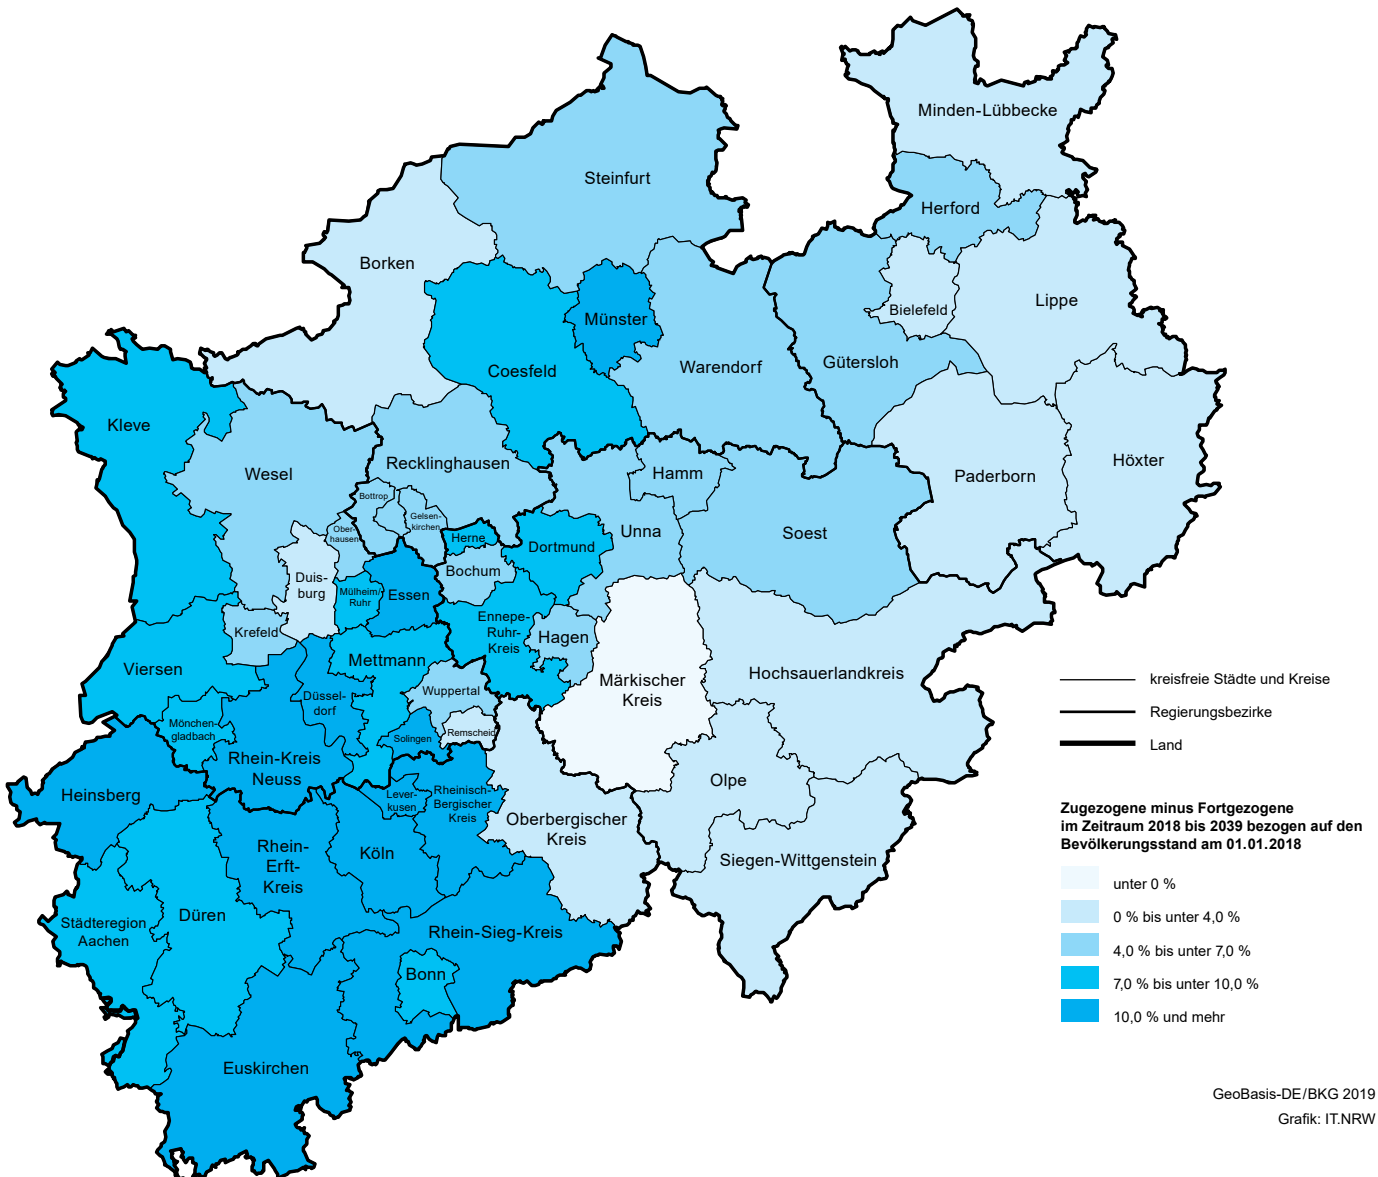 Minden-Lübbecke
Steinfurt
Herford
Borken
Lippe
Bielefeld
Münster
Gütersloh
Warendorf
Coesfeld
Kleve
Höxter
Recklinghausen
Wesel
Hamm
Paderborn
Bottrop
Gelsen-
kirchen
Ober-
hausen
Unna
Soest
Herne
Dortmund
Bochum
Duis-
burg
Mülheim/
Ruhr
Essen
Ennepe-
Ruhr-
Kreis
Krefeld
Hagen
Viersen
Mettmann
Hochsauerlandkreis
Märkischer
Kreis
Wuppertal
Düssel-
dorf
Mönchen-
gladbach
Remscheid
Solingen
Rhein-Kreis
Neuss
Olpe
Heinsberg
Lever-
kusen
Rheinisch-
Bergischer
Kreis
Oberbergischer
Kreis
Rhein-
Erft-
Kreis
Köln
Siegen-Wittgenstein
Düren
Städteregion
Aachen
Rhein-Sieg-Kreis
Bonn
Euskirchen
kreisfreie Städte und Kreise
Regierungsbezirke
Land
Zugezogene minus Fortgezogene
im Zeitraum 2018 bis 2039 bezogen auf den
Bevölkerungsstand am 01.01.2018
unter 0 %
0 % bis unter 4,0 %
4,0 % bis unter 7,0 %
7,0 % bis unter 10,0 %
10,0 % und mehr
GeoBasis-DE/BKG 2019
Grafik: IT.NRW